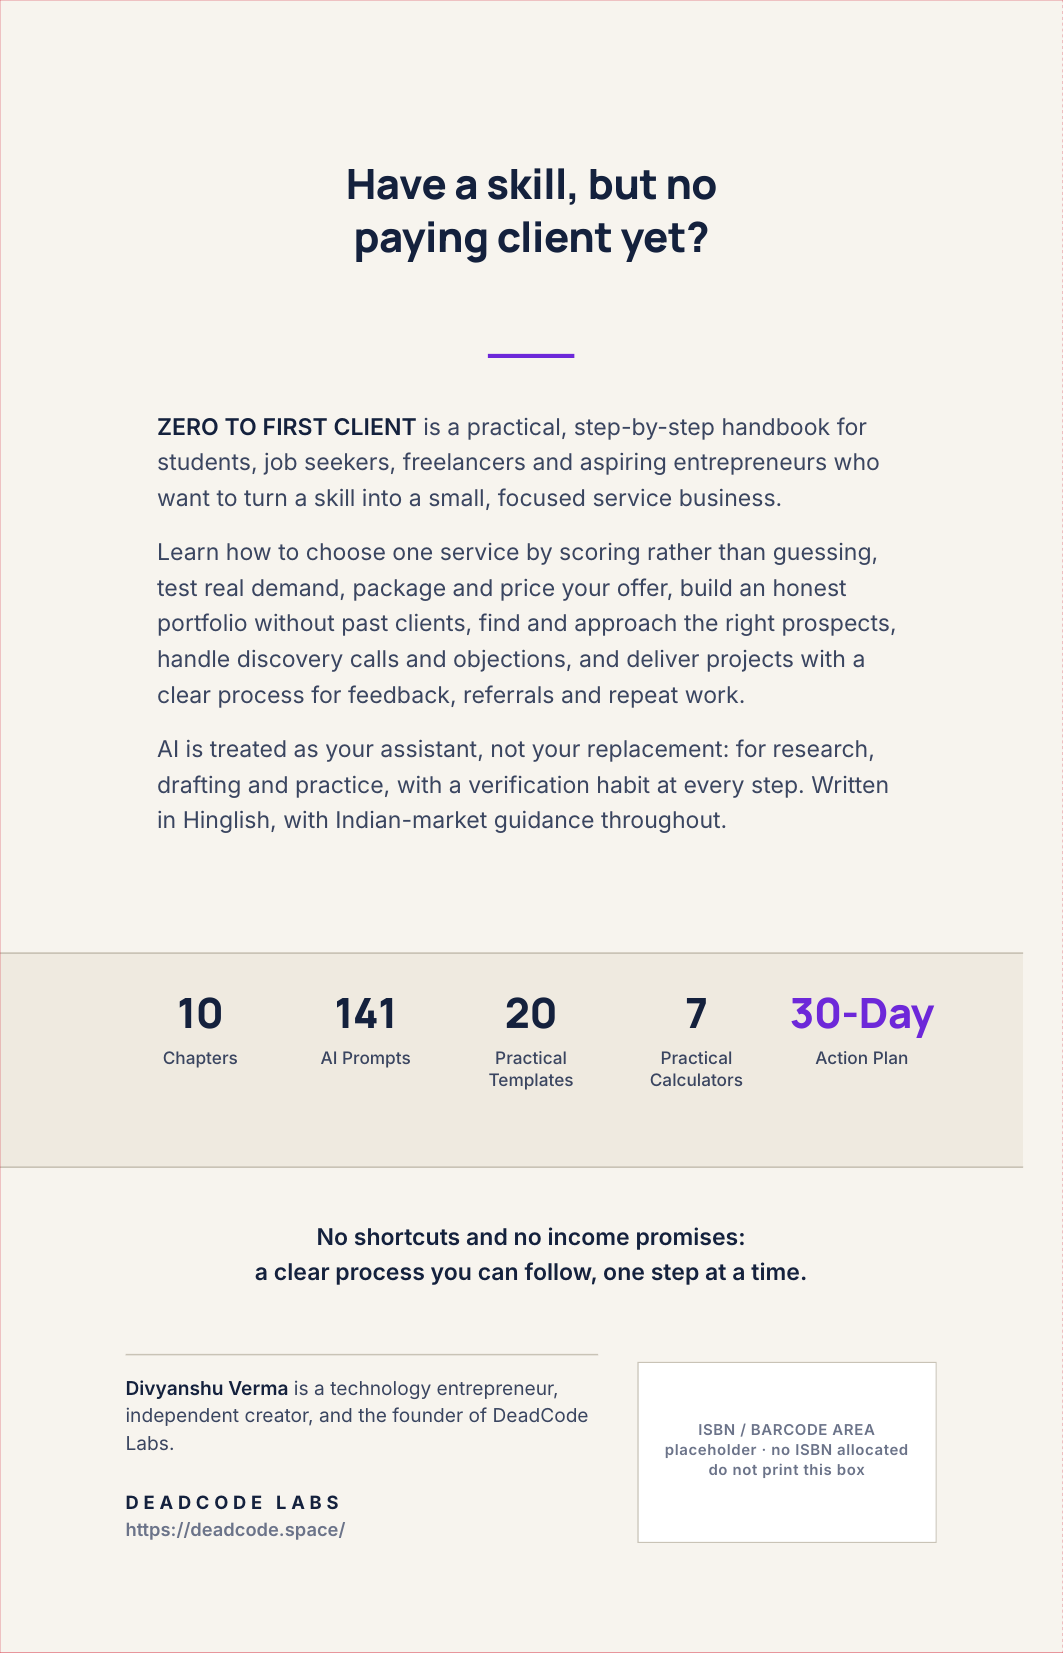 Have a skill, but no
paying client yet?
ZERO TO FIRST CLIENT is a practical, step-by-step handbook for
students, job seekers, freelancers and aspiring entrepreneurs who
want to turn a skill into a small, focused service business.
Learn how to choose one service by scoring rather than guessing,
test real demand, package and price your offer, build an honest
portfolio without past clients, find and approach the right prospects,
handle discovery calls and objections, and deliver projects with a
clear process for feedback, referrals and repeat work.
AI is treated as your assistant, not your replacement: for research,
drafting and practice, with a verification habit at every step. Written
in Hinglish, with Indian-market guidance throughout.
10
Chapters
141
AI Prompts
20
Practical
Templates
7
Practical
Calculators
30-Day
Action Plan
No shortcuts and no income promises:
a clear process you can follow, one step at a time.
Divyanshu Verma is a technology entrepreneur,
independent creator, and the founder of DeadCode
Labs.
DEADCODE LABS
https://deadcode.space/
ISBN / BARCODE AREA
placeholder · no ISBN allocated
do not print this box